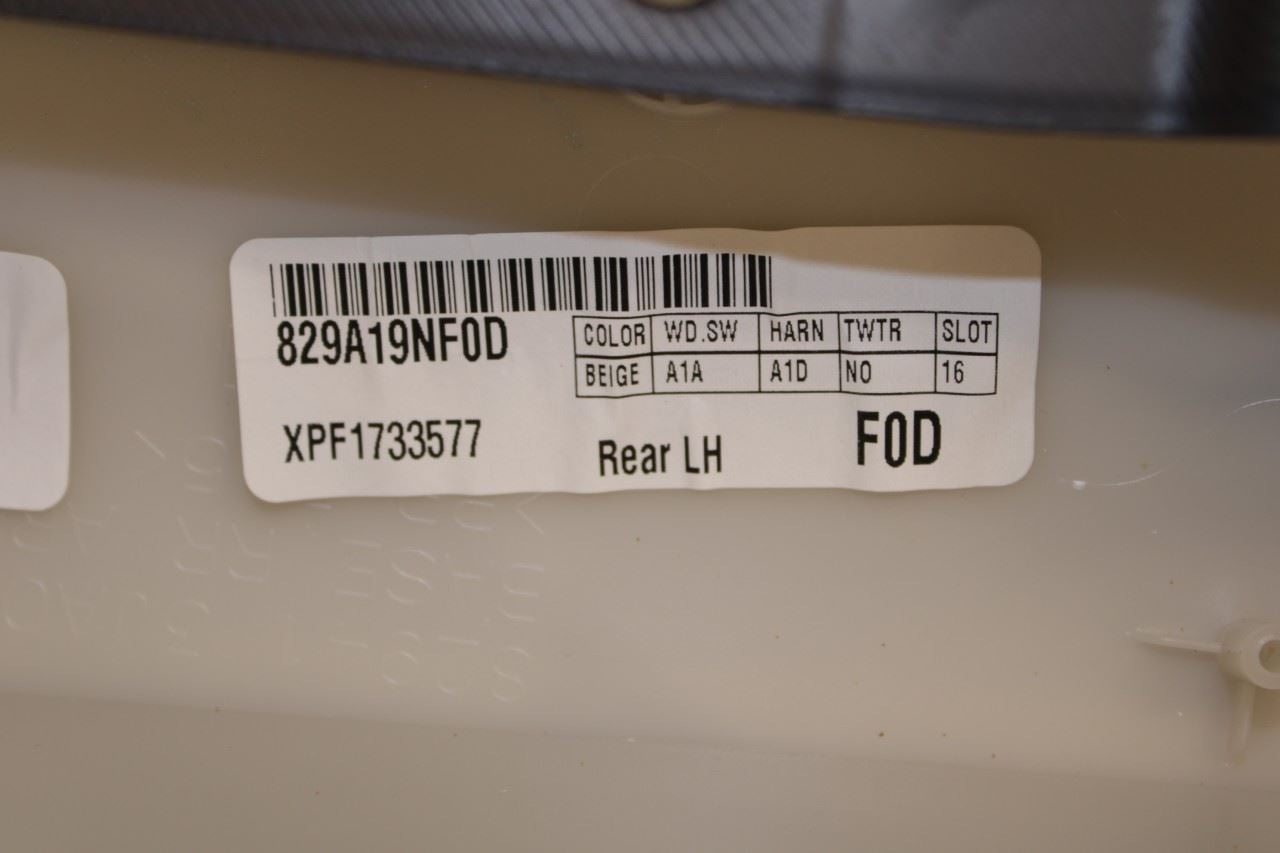 829A19NF0D
COLOR WD.SW HARN TWTR SLOT
BEIGE A1A A1D NO 16
XPF1733577
Rear LH
F0D